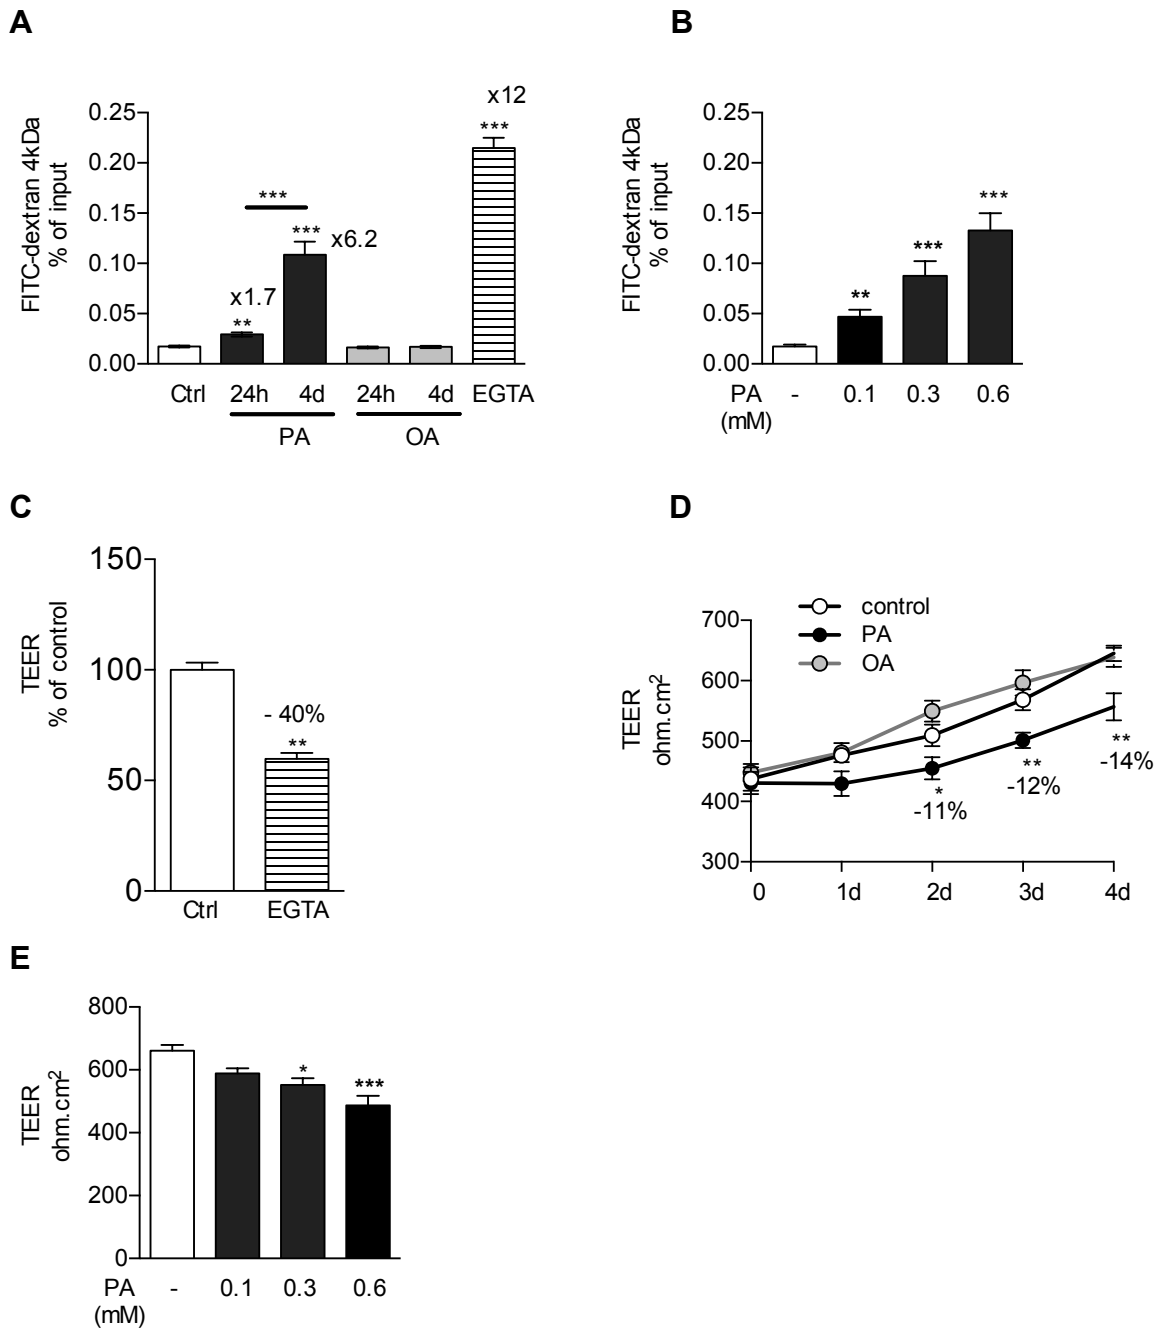 A
FITC-dextran 4kDa
% of input
0.25
0.20
0.15
0.10
0.05
0.00
x1.7
**
***
***
x6.2
x12
***
Ctrl 24h 4d 24h 4d EGTA
PA OA
B
FITC-dextran 4kDa
% of input
0.25
0.20
0.15
0.10
0.05
0.00
**
***
***
PA - 0.1 0.3 0.6
(mM)
C
TEER
% of control
150
100
50
0
- 40%
**
Ctrl EGTA
D
control
PA
OA
TEER
ohm.cm2
700
600
500
400
300
*
-11%
**
-12%
**
-14%
0 1d 2d 3d 4d
E
TEER
ohm.cm2
800
600
400
200
0
*
***
PA - 0.1 0.3 0.6
(mM)